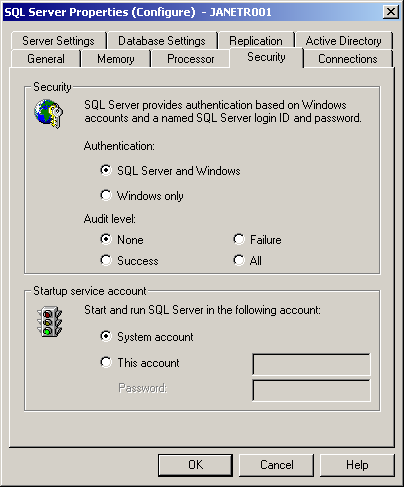 SQL Server Properties (Configure) - JANETR001
Server Settings Database Settings Replication Active Directory
General Memory Processor Security Connections
Security
SQL Server provides authentication based on Windows
accounts and a named SQL Server login ID and password.
Authentication:
SQL Server and Windows
Windows only
Audit level:
None Failure
Success All
Startup service account
Start and run SQL Server in the following account:
System account
This account
Password:
OK Cancel Help